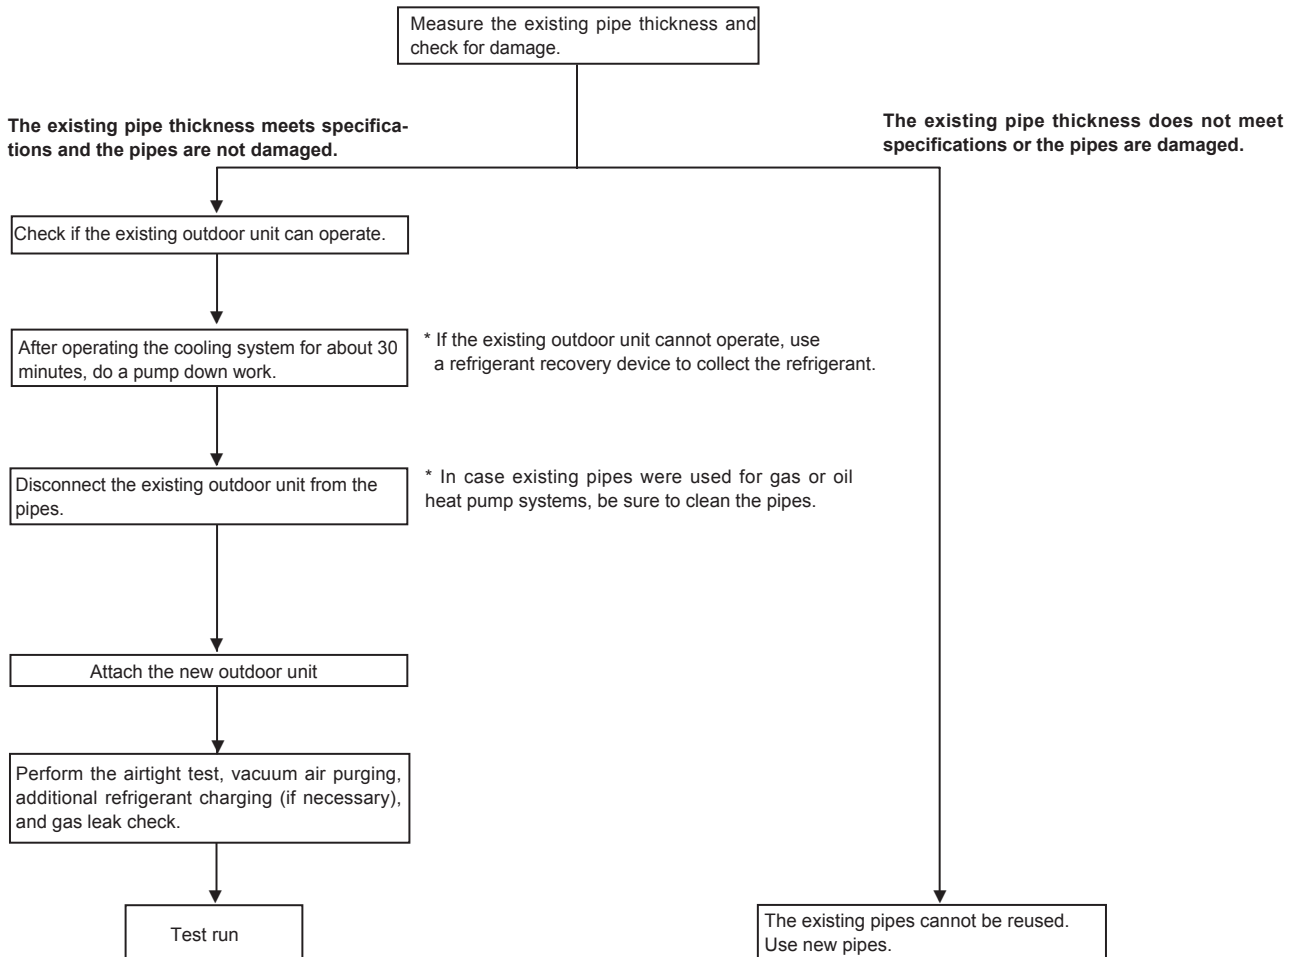 Measure the existing pipe thickness and
check for damage.
The existing pipe thickness meets specifica-
tions and the pipes are not damaged.
The existing pipe thickness does not meet
specifications or the pipes are damaged.
Check if the existing outdoor unit can operate.
After operating the cooling system for about 30
minutes, do a pump down work.
* If the existing outdoor unit cannot operate, use
a refrigerant recovery device to collect the refrigerant.
Disconnect the existing outdoor unit from the
pipes.
* In case existing pipes were used for gas or oil
heat pump systems, be sure to clean the pipes.
Attach the new outdoor unit
Perform the airtight test, vacuum air purging,
additional refrigerant charging (if necessary),
and gas leak check.
Test run
The existing pipes cannot be reused.
Use new pipes.